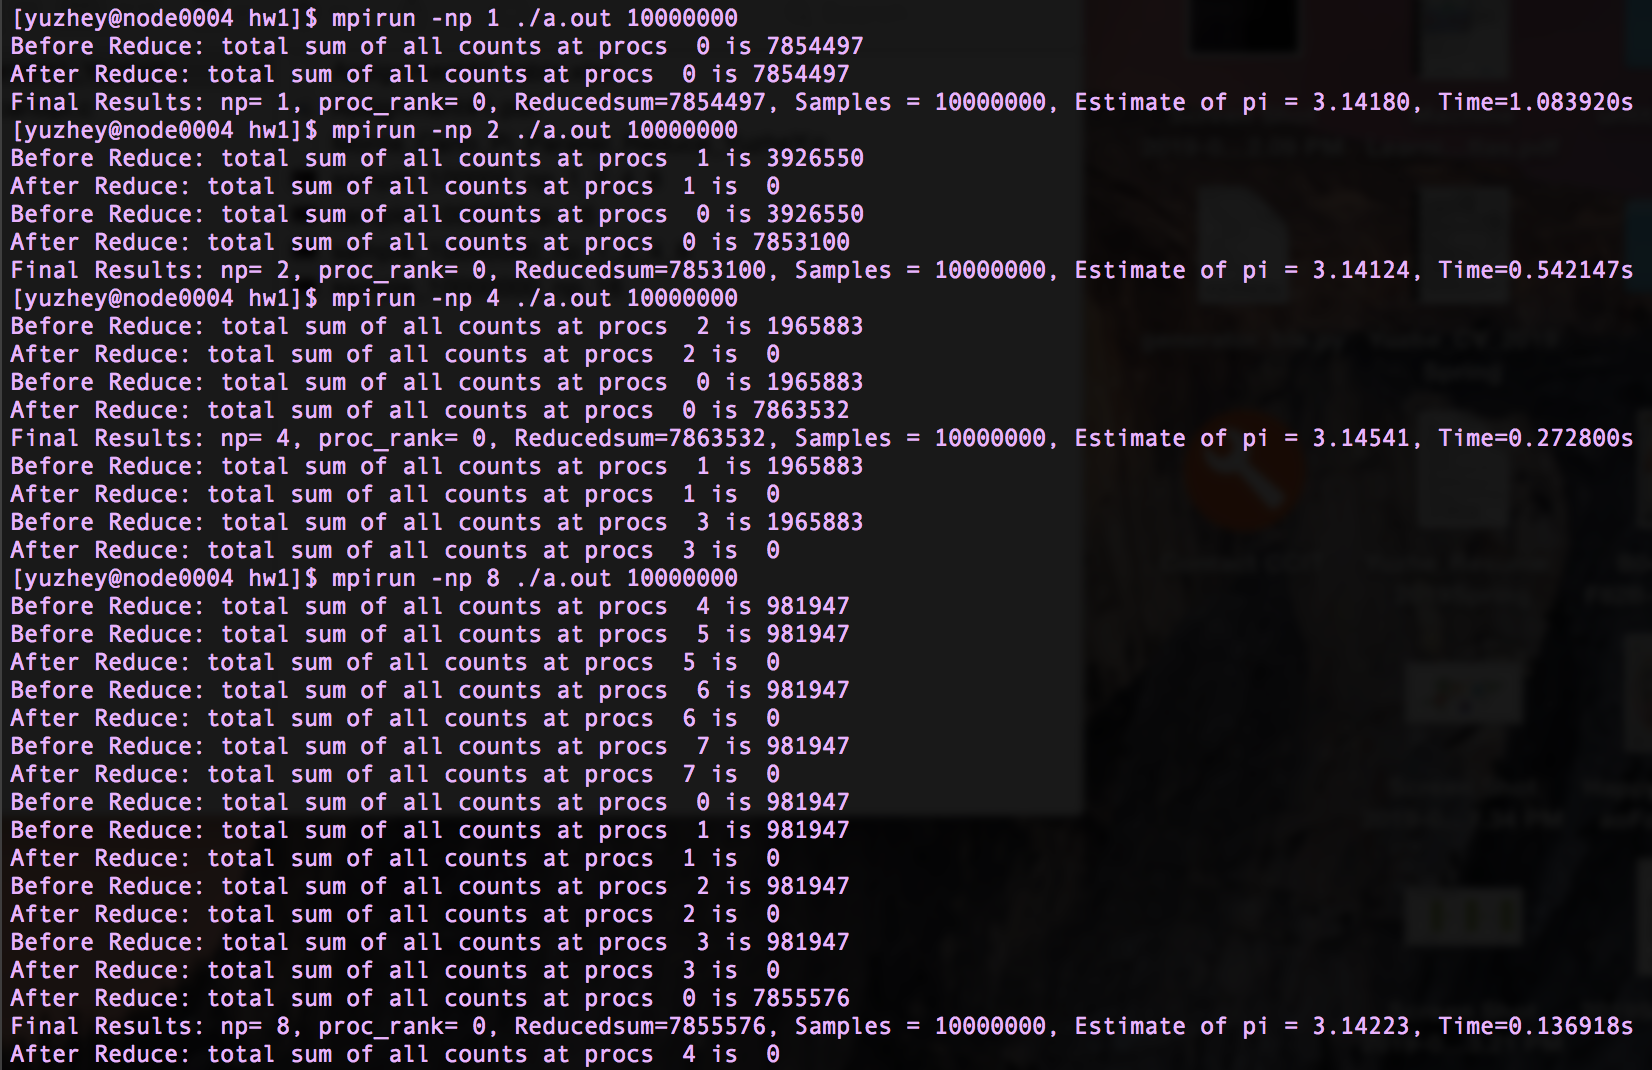 [yuzhey@node0004 hw1]$ mpirun -np 1 ./a.out 10000000
Before Reduce: total sum of all counts at procs  0 is 7854497
After Reduce: total sum of all counts at procs  0 is 7854497
Final Results: np= 1, proc_rank= 0, Reducedsum=7854497, Samples = 10000000, Estimate of pi = 3.14180, Time=1.083920s
[yuzhey@node0004 hw1]$ mpirun -np 2 ./a.out 10000000
Before Reduce: total sum of all counts at procs  1 is 3926550
After Reduce: total sum of all counts at procs  1 is  0
Before Reduce: total sum of all counts at procs  0 is 3926550
After Reduce: total sum of all counts at procs  0 is 7853100
Final Results: np= 2, proc_rank= 0, Reducedsum=7853100, Samples = 10000000, Estimate of pi = 3.14124, Time=0.542147s
[yuzhey@node0004 hw1]$ mpirun -np 4 ./a.out 10000000
Before Reduce: total sum of all counts at procs  2 is 1965883
After Reduce: total sum of all counts at procs  2 is  0
Before Reduce: total sum of all counts at procs  0 is 1965883
After Reduce: total sum of all counts at procs  0 is 7863532
Final Results: np= 4, proc_rank= 0, Reducedsum=7863532, Samples = 10000000, Estimate of pi = 3.14541, Time=0.272800s
Before Reduce: total sum of all counts at procs  1 is 1965883
After Reduce: total sum of all counts at procs  1 is  0
Before Reduce: total sum of all counts at procs  3 is 1965883
After Reduce: total sum of all counts at procs  3 is  0
[yuzhey@node0004 hw1]$ mpirun -np 8 ./a.out 10000000
Before Reduce: total sum of all counts at procs  4 is 981947
Before Reduce: total sum of all counts at procs  5 is 981947
After Reduce: total sum of all counts at procs  5 is  0
Before Reduce: total sum of all counts at procs  6 is 981947
After Reduce: total sum of all counts at procs  6 is  0
Before Reduce: total sum of all counts at procs  7 is 981947
After Reduce: total sum of all counts at procs  7 is  0
Before Reduce: total sum of all counts at procs  0 is 981947
Before Reduce: total sum of all counts at procs  1 is 981947
After Reduce: total sum of all counts at procs  1 is  0
Before Reduce: total sum of all counts at procs  2 is 981947
After Reduce: total sum of all counts at procs  2 is  0
Before Reduce: total sum of all counts at procs  3 is 981947
After Reduce: total sum of all counts at procs  3 is  0
After Reduce: total sum of all counts at procs  0 is 7855576
Final Results: np= 8, proc_rank= 0, Reducedsum=7855576, Samples = 10000000, Estimate of pi = 3.14223, Time=0.136918s
After Reduce: total sum of all counts at procs  4 is  0